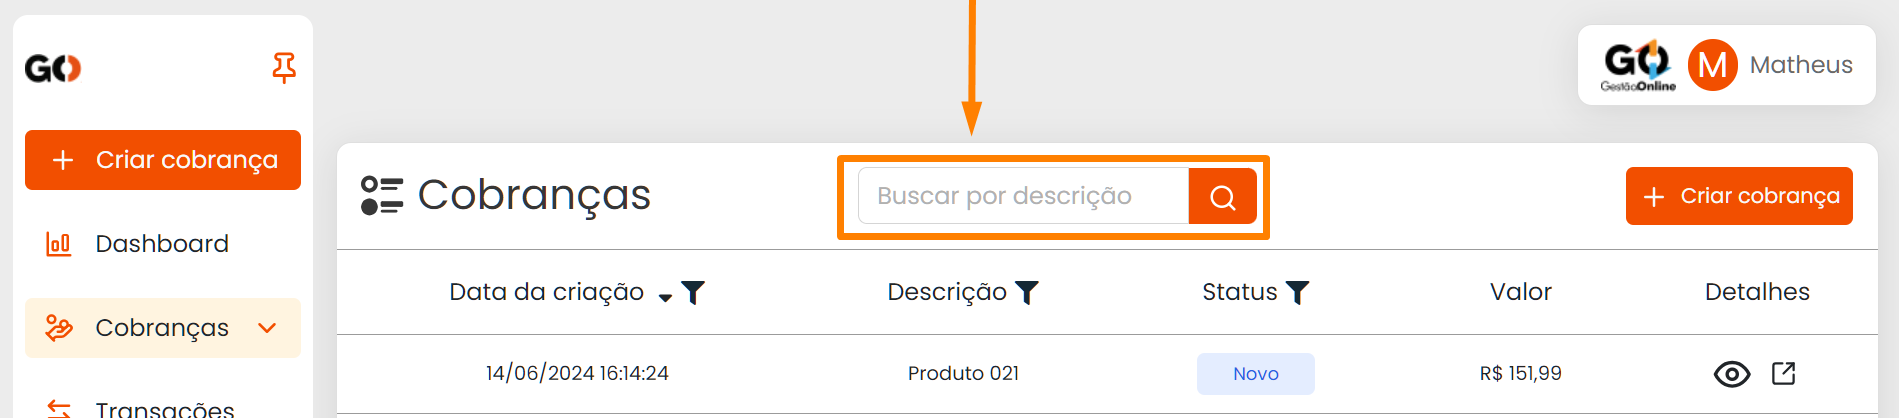 GO
Criar cobrança
Dashboard
Cobranças
Transações
GO
GestãoOnline
M
Matheus
Cobranças
Buscar por descrição
Criar cobrança
Data da criação
Descrição
Status
Valor
Detalhes
14/06/2024 16:14:24
Produto 021
Novo
R$ 151,99